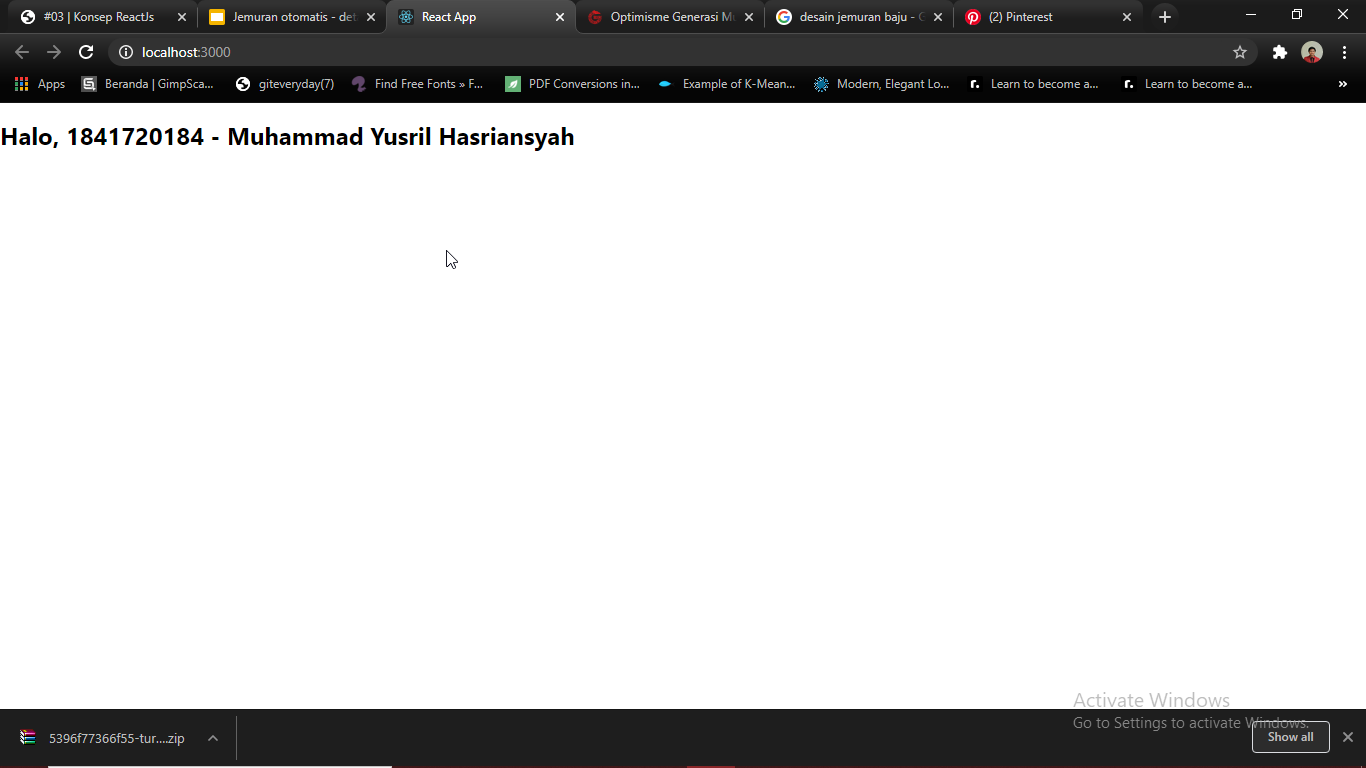 #03 | Konsep ReactJs
Jemuran otomatis - det
React App
Optimisme Generasi M
desain jemuran baju - G
(2) Pinterest
localhost:3000
Apps
Beranda | GimpSca...
giteveryday(7)
Find Free Fonts » F...
PDF Conversions in...
Example of K-Mean...
Modern, Elegant Lo...
Learn to become a...
Learn to become a...
Halo, 1841720184 - Muhammad Yusril Hasriansyah
Activate Windows
Go to Settings to activate Windows.
5396f77366f55-tur....zip
Show all